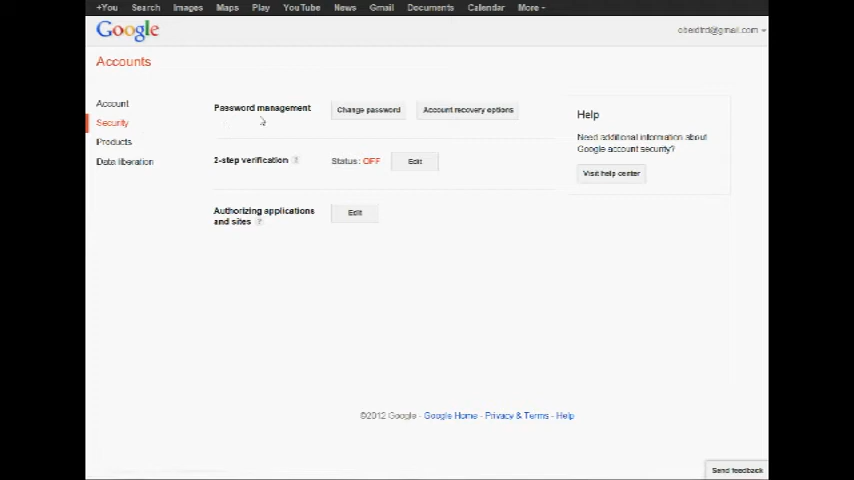 +You Search Images Maps Play YouTube News Gmail Documents Calendar More
Google
Accounts
Account
Security
Products
Data liberation
Password management
Change password
Account recovery options
2-step verification ?
Status: OFF
Edit
Authorizing applications
and sites ?
Edit
Help
Need additional information about
Google account security?
Visit help center
©2012 Google - Google Home - Privacy & Terms - Help
Send feedback